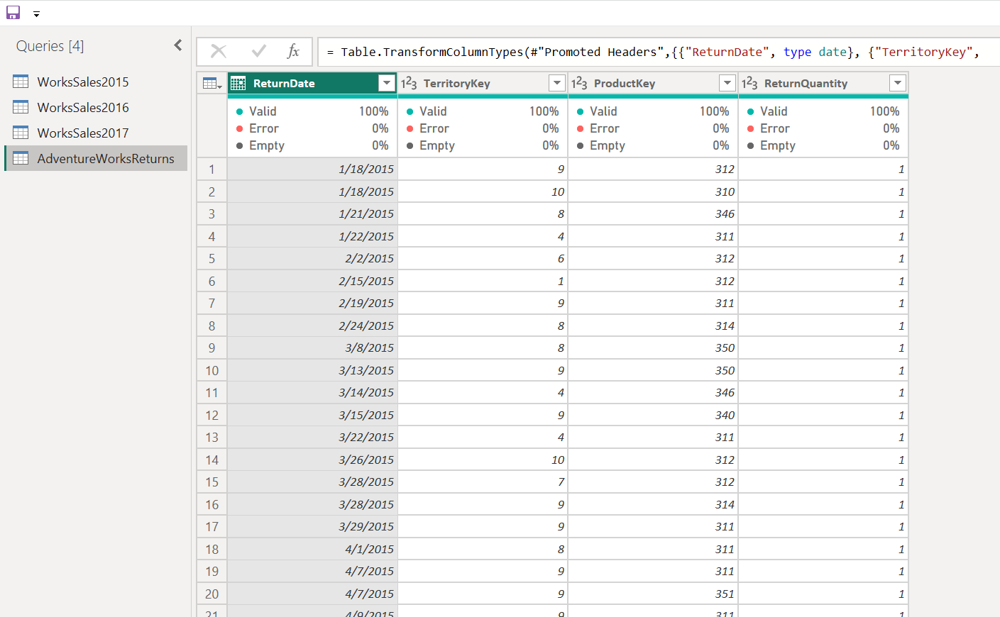 Queries [4]
WorksSales2015
WorksSales2016
WorksSales2017
AdventureWorksReturns
fx
= Table.TransformColumnTypes(#"Promoted Headers",{{"ReturnDate", type date}, {"TerritoryKey",
ReturnDate 123 TerritoryKey 123 ProductKey 123 ReturnQuantity
Valid 100% Valid 100% Valid 100% Valid 100%
Error 0% Error 0% Error 0% Error 0%
Empty 0% Empty 0% Empty 0% Empty 0%
1 1/18/2015 9 312 1
2 1/18/2015 10 310 1
3 1/21/2015 8 346 1
4 1/22/2015 4 311 1
5 2/2/2015 6 312 1
6 2/15/2015 1 312 1
7 2/19/2015 9 311 1
8 2/24/2015 8 314 1
9 3/8/2015 8 350 1
10 3/13/2015 9 350 1
11 3/14/2015 4 346 1
12 3/15/2015 9 340 1
13 3/22/2015 4 311 1
14 3/26/2015 10 312 1
15 3/28/2015 7 312 1
16 3/28/2015 9 314 1
17 3/29/2015 9 311 1
18 4/1/2015 8 311 1
19 4/7/2015 9 311 1
20 4/7/2015 9 351 1
21 4/9/2015 9 311 1